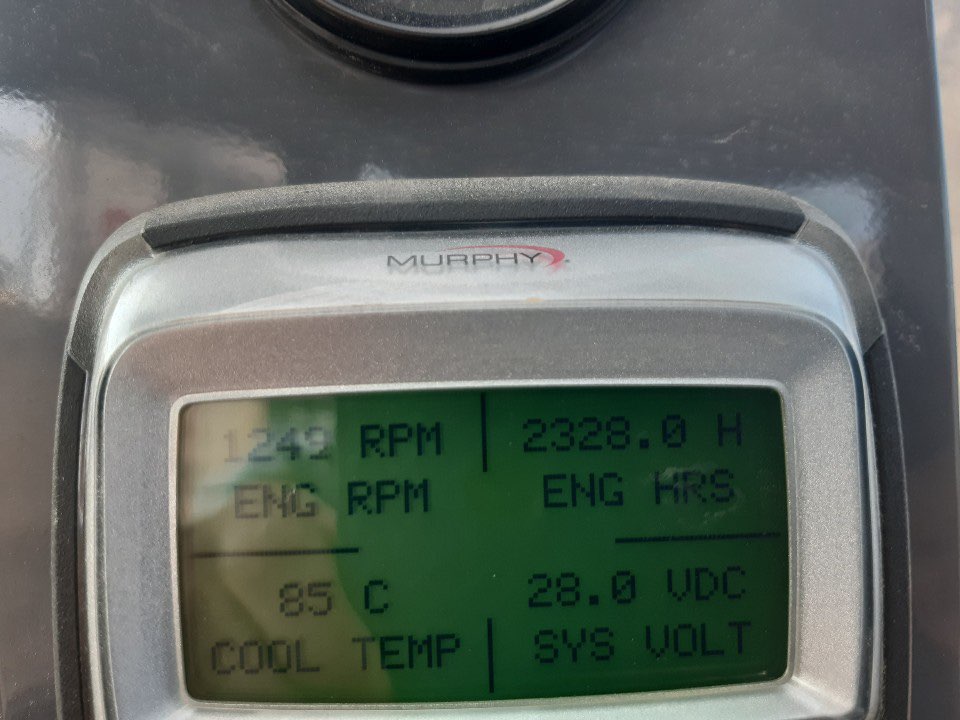 MURPHY
1249 RPM
ENG RPM
2328.0 H
ENG HRS
85 C
COOL TEMP
28.0 VDC
SYS VOLT